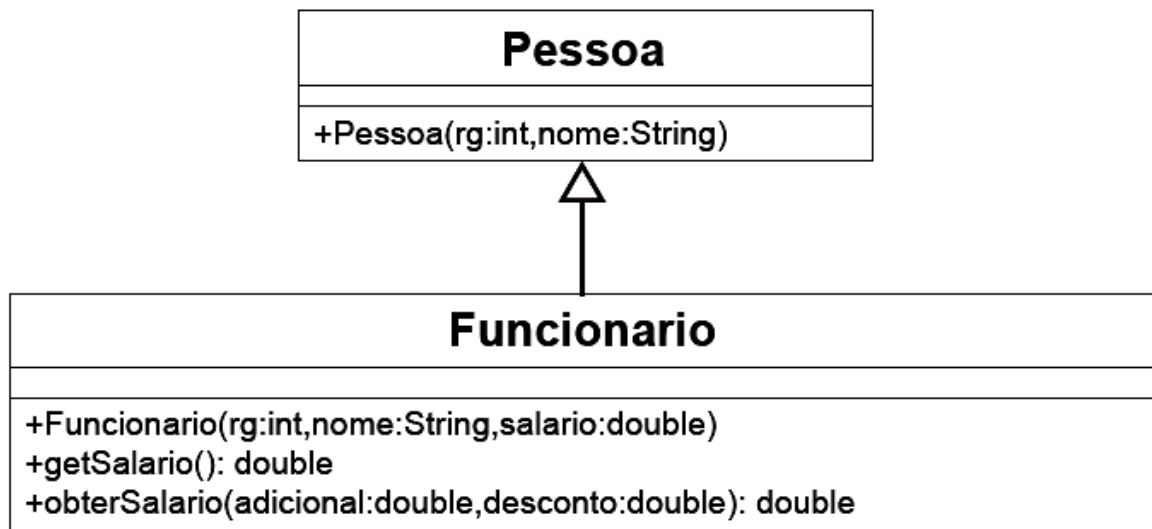 Pessoa
+Pessoa(rg:int,nome:String)
Funcionario
+Funcionario(rg:int,nome:String,salario:double)
+getSalario(): double
+obterSalario(adicional:double,desconto:double): double